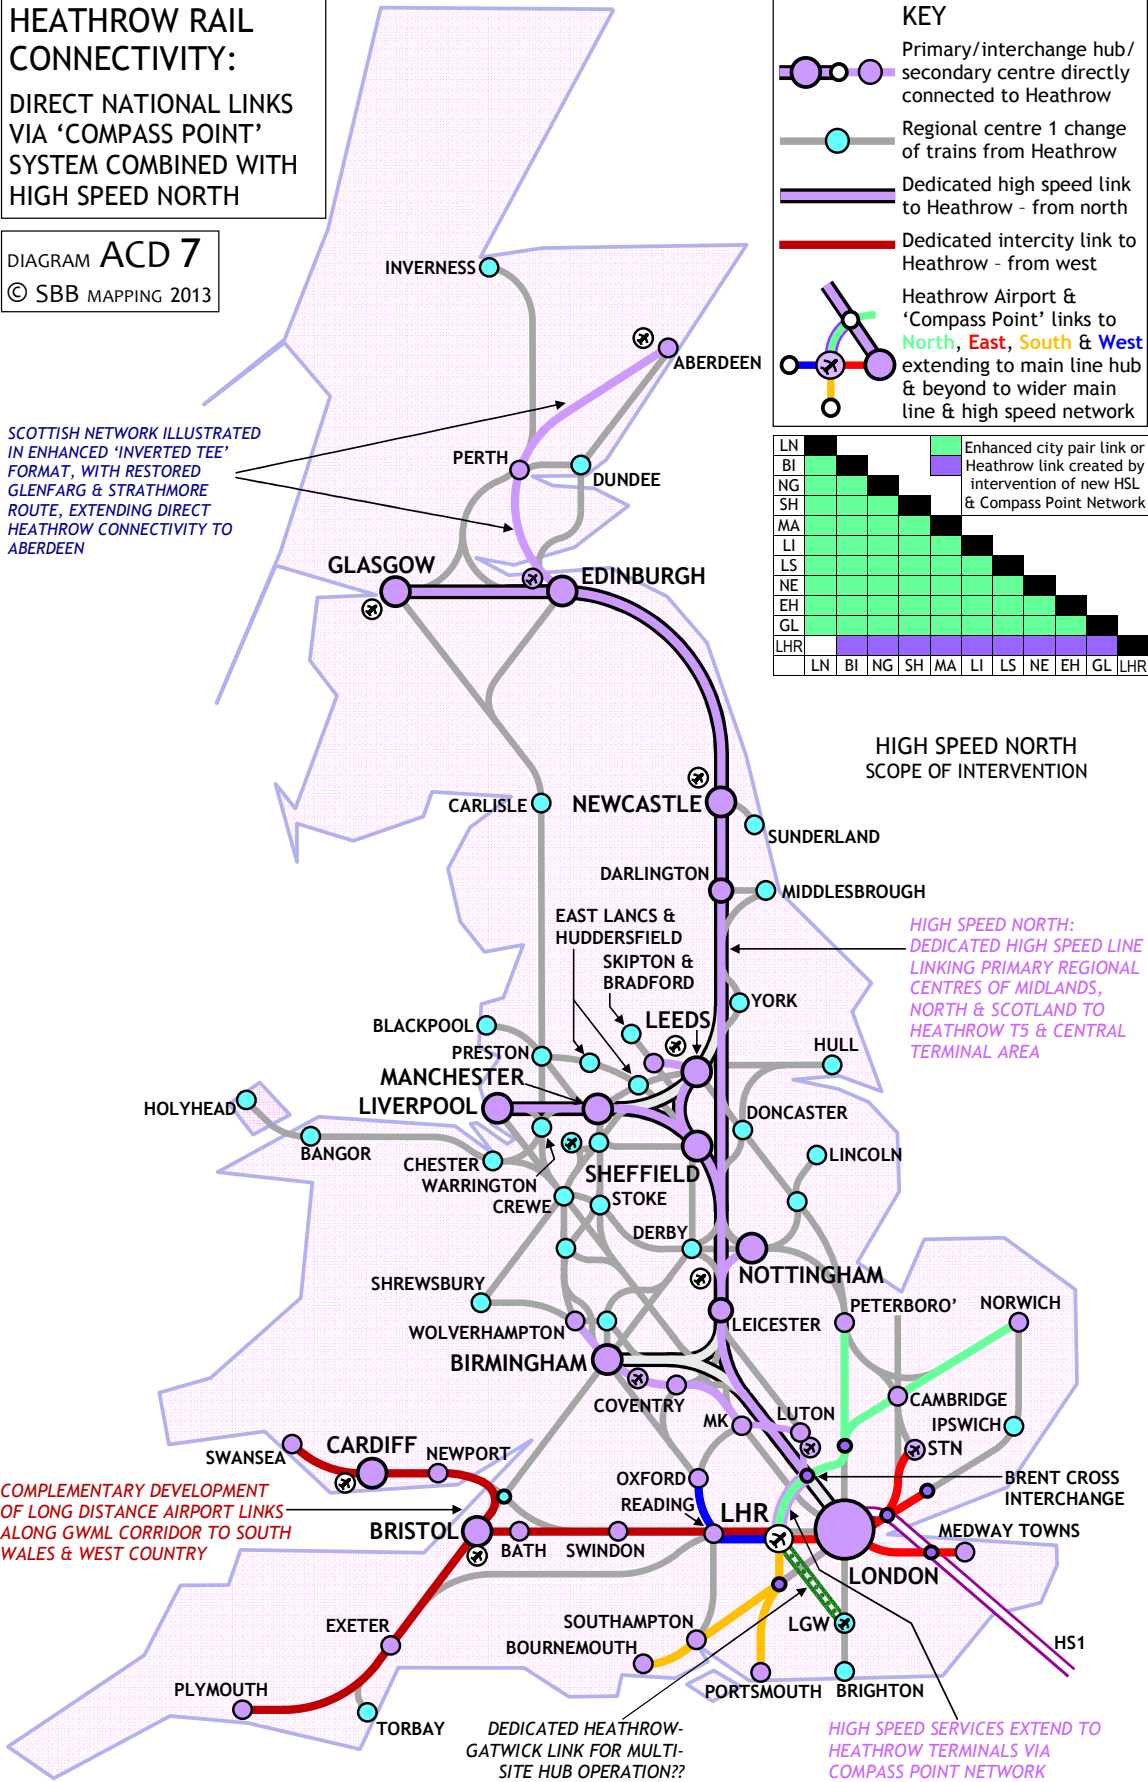 HEATHROW RAIL
CONNECTIVITY:
DIRECT NATIONAL LINKS
VIA ‘COMPASS POINT’
SYSTEM COMBINED WITH
HIGH SPEED NORTH
DIAGRAM ACD 7
© SBB MAPPING 2013
KEY
Primary/interchange hub/
secondary centre directly
connected to Heathrow
Regional centre 1 change
of trains from Heathrow
Dedicated high speed link
to Heathrow - from north
Dedicated intercity link to
Heathrow - from west
Heathrow Airport &
‘Compass Point’ links to
North, East, South & West
extending to main line hub
& beyond to wider main
line & high speed network
Enhanced city pair link or
Heathrow link created by
intervention of new HSL
& Compass Point Network
LN
BI
NG
SH
MA
LI
LS
NE
EH
GL
LHR
LN BI NG SH MA LI LS NE EH GL LHR
HIGH SPEED NORTH
SCOPE OF INTERVENTION
INVERNESS
ABERDEEN
SCOTTISH NETWORK ILLUSTRATED
IN ENHANCED ‘INVERTED TEE’
FORMAT, WITH RESTORED
GLENFARG & STRATHMORE
ROUTE, EXTENDING DIRECT
HEATHROW CONNECTIVITY TO
ABERDEEN
PERTH
DUNDEE
GLASGOW
EDINBURGH
CARLISLE
NEWCASTLE
SUNDERLAND
DARLINGTON
MIDDLESBROUGH
EAST LANCS &
HUDDERSFIELD
SKIPTON &
BRADFORD
HIGH SPEED NORTH:
DEDICATED HIGH SPEED LINE
LINKING PRIMARY REGIONAL
CENTRES OF MIDLANDS,
NORTH & SCOTLAND TO
HEATHROW T5 & CENTRAL
TERMINAL AREA
YORK
BLACKPOOL
LEEDS
PRESTON
HULL
MANCHESTER
LIVERPOOL
HOLYHEAD
DONCASTER
BANGOR
LINCOLN
CHESTER
WARRINGTON
SHEFFIELD
CREWE
STOKE
DERBY
NOTTINGHAM
SHREWSBURY
PETERBORO’
NORWICH
WOLVERHAMPTON
LEICESTER
BIRMINGHAM
COVENTRY
CAMBRIDGE
MK
LUTON
IPSWICH
SWANSEA
CARDIFF
NEWPORT
STN
OXFORD
BRENT CROSS
INTERCHANGE
COMPLEMENTARY DEVELOPMENT
OF LONG DISTANCE AIRPORT LINKS
ALONG GWML CORRIDOR TO SOUTH
WALES & WEST COUNTRY
READING
LHR
BRISTOL
BATH
SWINDON
MEDWAY TOWNS
LONDON
EXETER
SOUTHAMPTON
LGW
BOURNEMOUTH
HS1
PLYMOUTH
PORTSMOUTH
BRIGHTON
TORBAY
DEDICATED HEATHROW-
GATWICK LINK FOR MULTI-
SITE HUB OPERATION??
HIGH SPEED SERVICES EXTEND TO
HEATHROW TERMINALS VIA
COMPASS POINT NETWORK